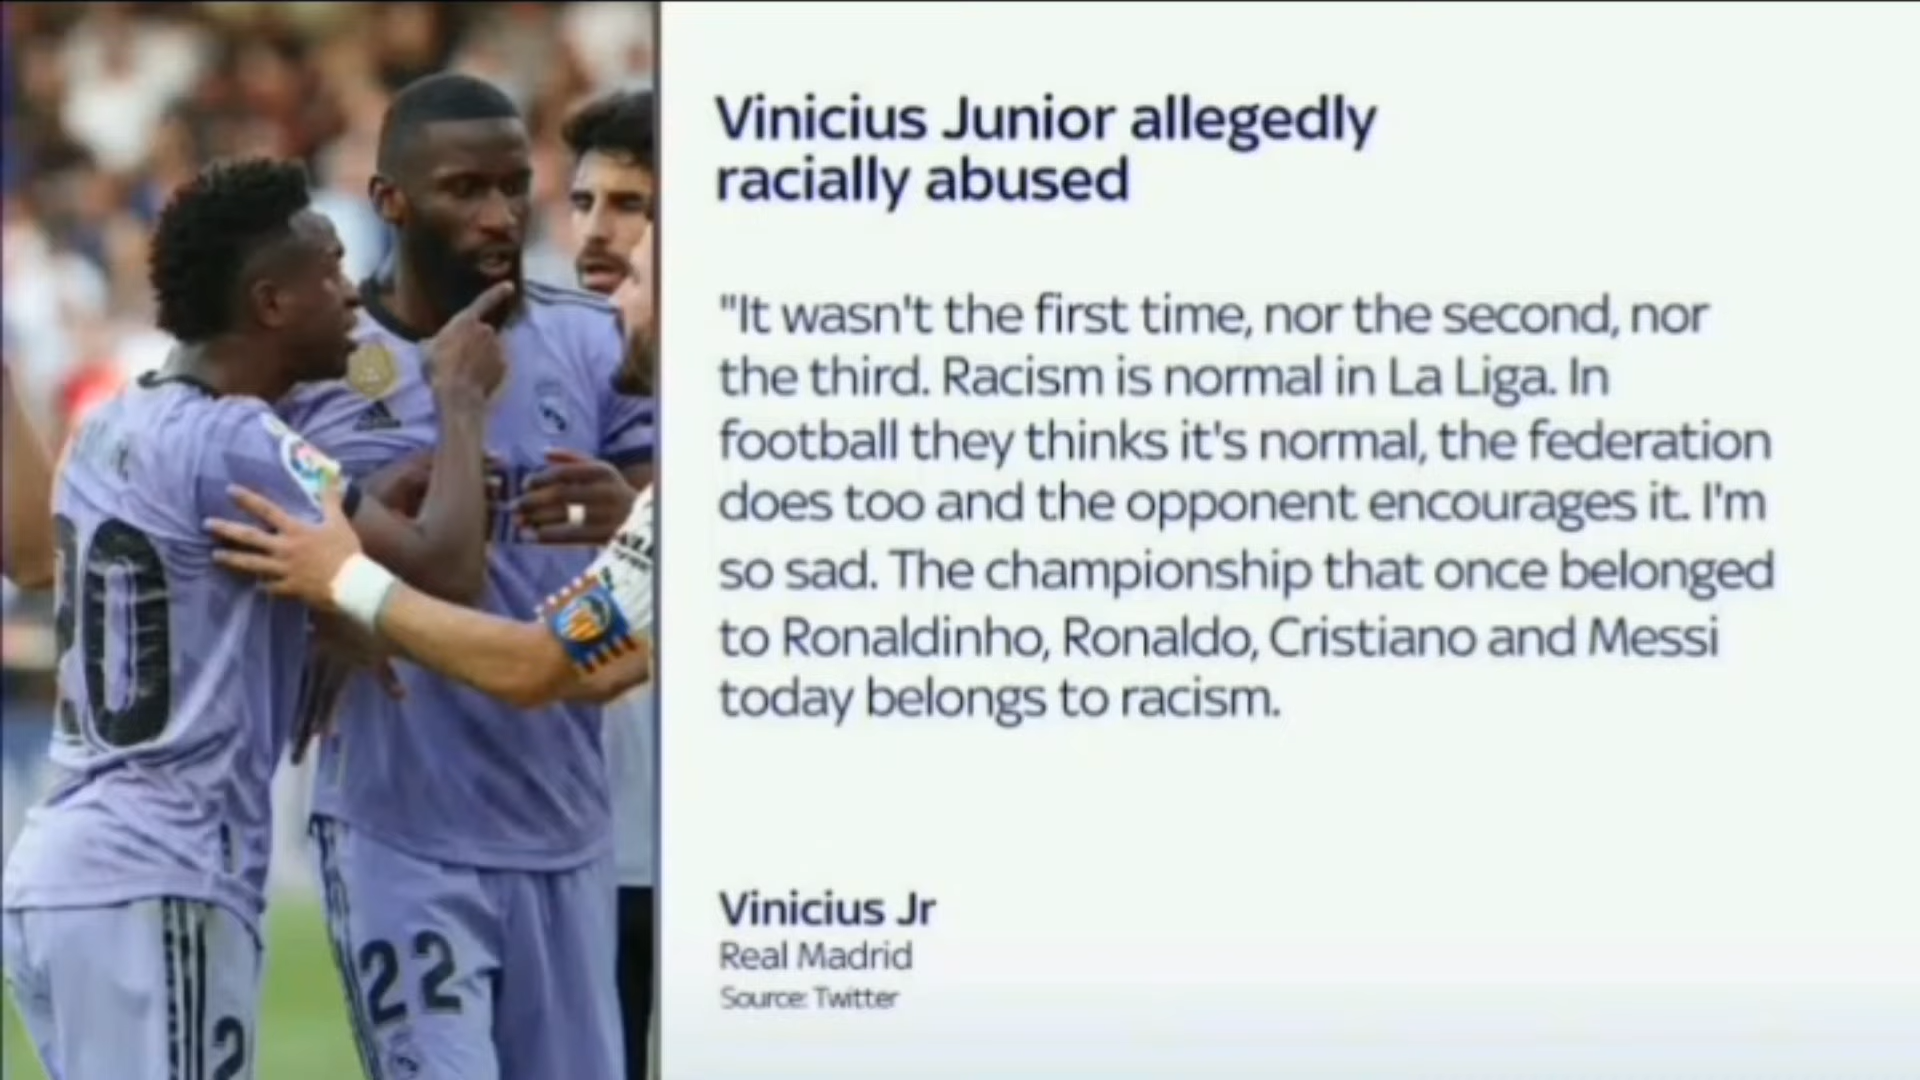 Vinicius Junior allegedly
racially abused
"It wasn't the first time, nor the second, nor
the third. Racism is normal in La Liga. In
football they thinks it's normal, the federation
does too and the opponent encourages it. I'm
so sad. The championship that once belonged
to Ronaldinho, Ronaldo, Cristiano and Messi
today belongs to racism.
Vinicius Jr
Real Madrid
Source: Twitter
20
22
2